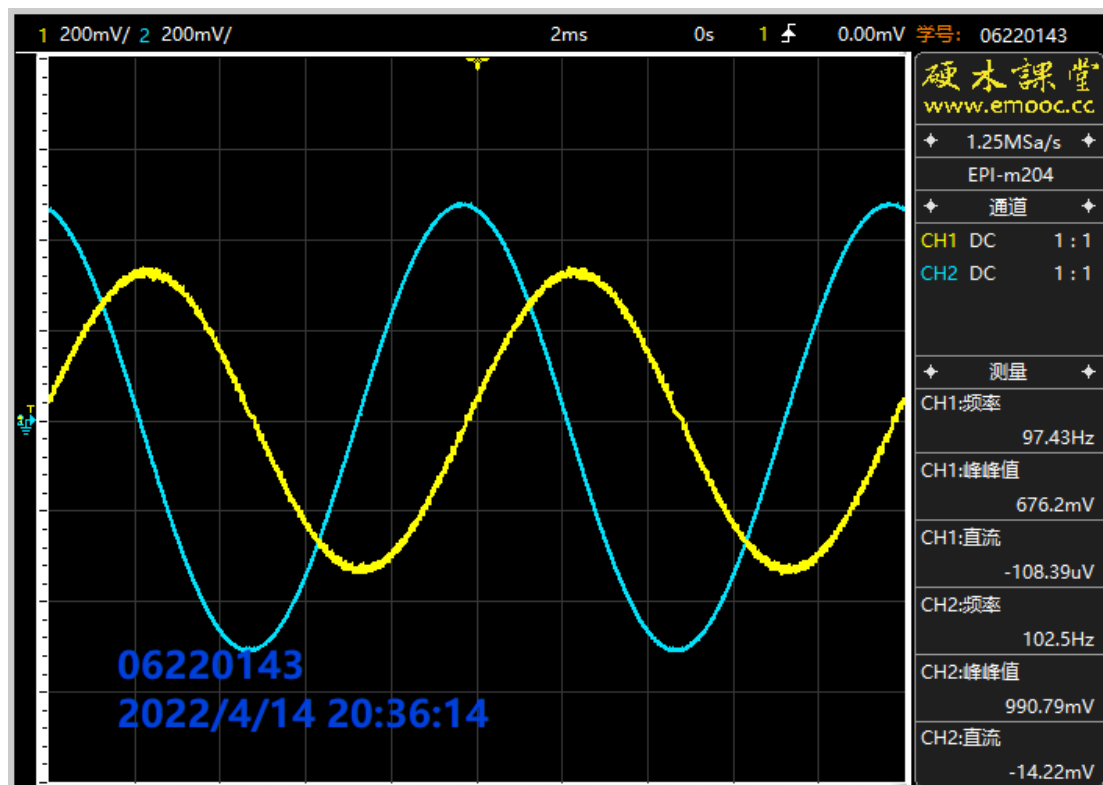 1 200mV/ 2 200mV/ 2ms 0s 1 0.00mV 学号: 06220143
硬木課堂
www.emooc.cc
1.25MSa/s
EPI-m204
通道
CH1 DC 1:1
CH2 DC 1:1
测量
CH1:频率
97.43Hz
CH1:峰峰值
676.2mV
CH1:直流
-108.39uV
CH2:频率
102.5Hz
CH2:峰峰值
990.79mV
CH2:直流
-14.22mV
T
06220143
2022/4/14 20:36:14